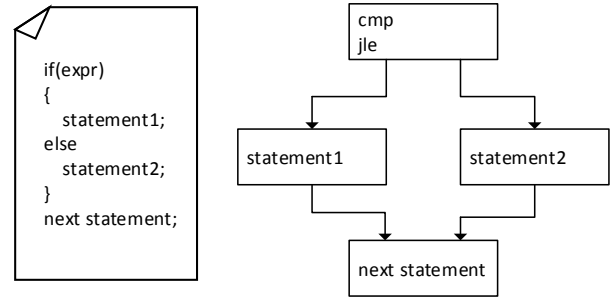 if(expr)
{
statement1;
else
statement2;
}
next statement;
cmp
jle
statement1
statement2
next statement